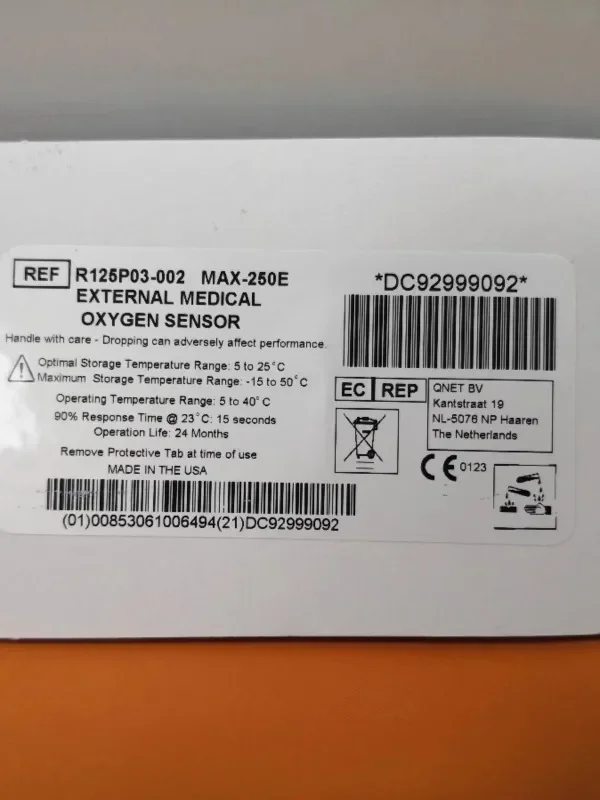 REF R125P03-002 MAX-250E
EXTERNAL MEDICAL
OXYGEN SENSOR
Handle with care - Dropping can adversely affect performance.
Optimal Storage Temperature Range: 5 to 25°C
Maximum Storage Temperature Range: -15 to 50°C
Operating Temperature Range: 5 to 40°C
90% Response Time @ 23°C: 15 seconds
Operation Life: 24 Months
Remove Protective Tab at time of use
MADE IN THE USA
(01)00853061006494(21)DC92999092
*DC92999092*
EC REP
QNET BV
Kantstraat 19
NL-5076 NP Haaren
The Netherlands
CE 0123